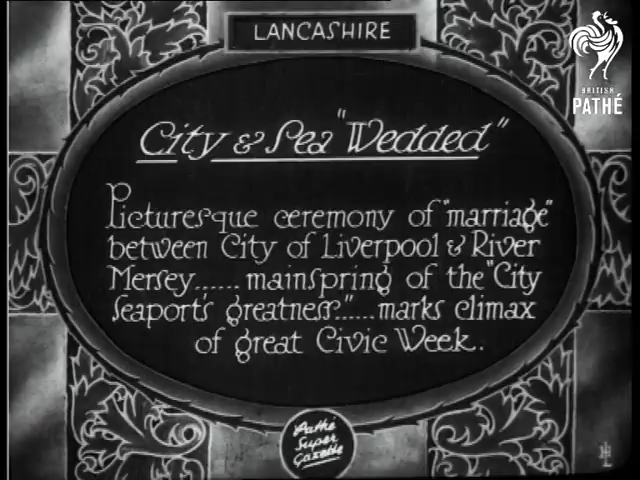 LANCASHIRE
BRITISH
PATHÉ
City & Sea "Wedded"
Picturesque ceremony of "marriage"
between City of Liverpool & River
Mersey...... mainspring of the "City
Seaport's greatness."..... marks climax
of great Civic Week..
Pathé
Super
Gazette